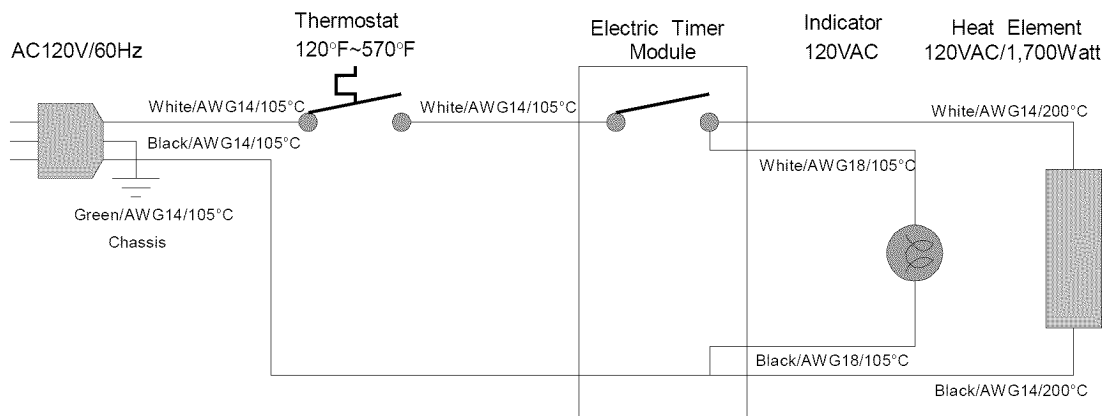 AC120V/60Hz
Thermostat
120°F~570°F
Electric Timer
Module
Indicator
120VAC
Heat Element
120VAC/1,700Watt
White/AWG14/105°C
White/AWG14/105°C
White/AWG14/200°C
Black/AWG14/105°C
White/AWG18/105°C
Green/AWG14/105°C
Chassis
Black/AWG18/105°C
Black/AWG14/200°C